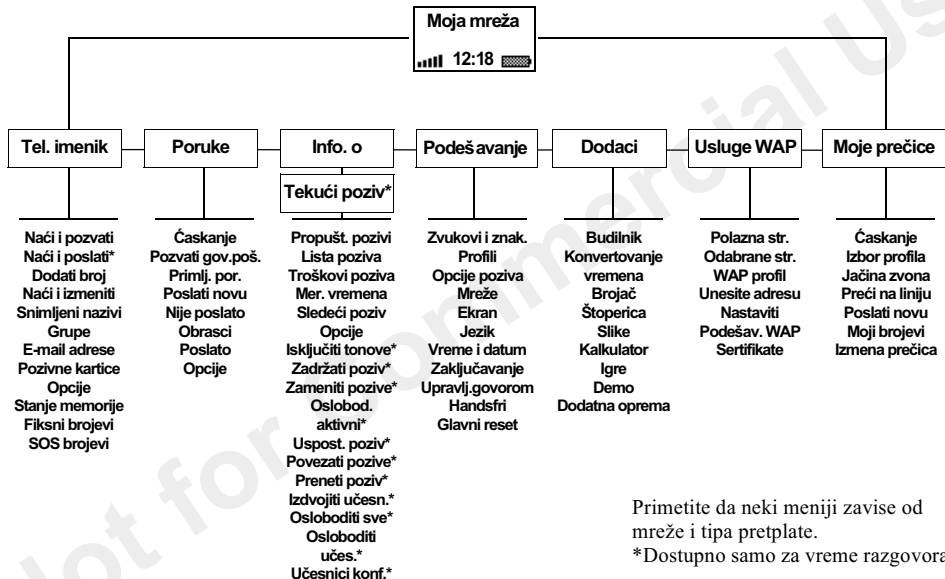 Moja mreža
12:18
Tel. imenik
Poruke
Info. o
Podešavanje
Dodaci
Usluge WAP
Moje prečice
Tekući poziv*
Naći i pozvati
Naći i poslati*
Dodati broj
Naći i izmeniti
Snimljeni nazivi
Grupe
E-mail adrese
Pozivne kartice
Opcije
Stanje memorije
Fiksni brojevi
SOS brojevi
Ćaskanje
Pozvati gov.poš.
Primlj. por.
Poslati novu
Nije poslato
Obrasci
Poslato
Opcije
Propušt. pozivi
Lista poziva
Troškovi poziva
Mer. vremena
Sledeći poziv
Opcije
Isključiti tonove*
Zadržati poziv*
Zameniti pozive*
Oslobod.
aktivni*
Uspost. poziv*
Povezati pozive*
Preneti poziv*
Izdvojiti učesn.*
Osloboditi sve*
Osloboditi
učes.*
Učesnici konf.*
Zvukovi i znak.
Profili
Opcije poziva
Mreže
Ekran
Jezik
Vreme i datum
Zaključavanje
Upravlj.govorom
Handsfri
Glavni reset
Budilnik
Konvertovanje
vremena
Brojač
Štoperica
Slike
Kalkulator
Igre
Demo
Dodatna oprema
Polazna str.
Odabrane str.
WAP profil
Unesite adresu
Nastaviti
Podešav. WAP
Sertifikate
Ćaskanje
Izbor profila
Jačina zvona
Preći na liniju
Poslati novu
Moji brojevi
Izmena prečica
Primetite da neki meniji zavise od
mreže i tipa pretplate.
*Dostupno samo za vreme razgovora
Not for Commercial Us